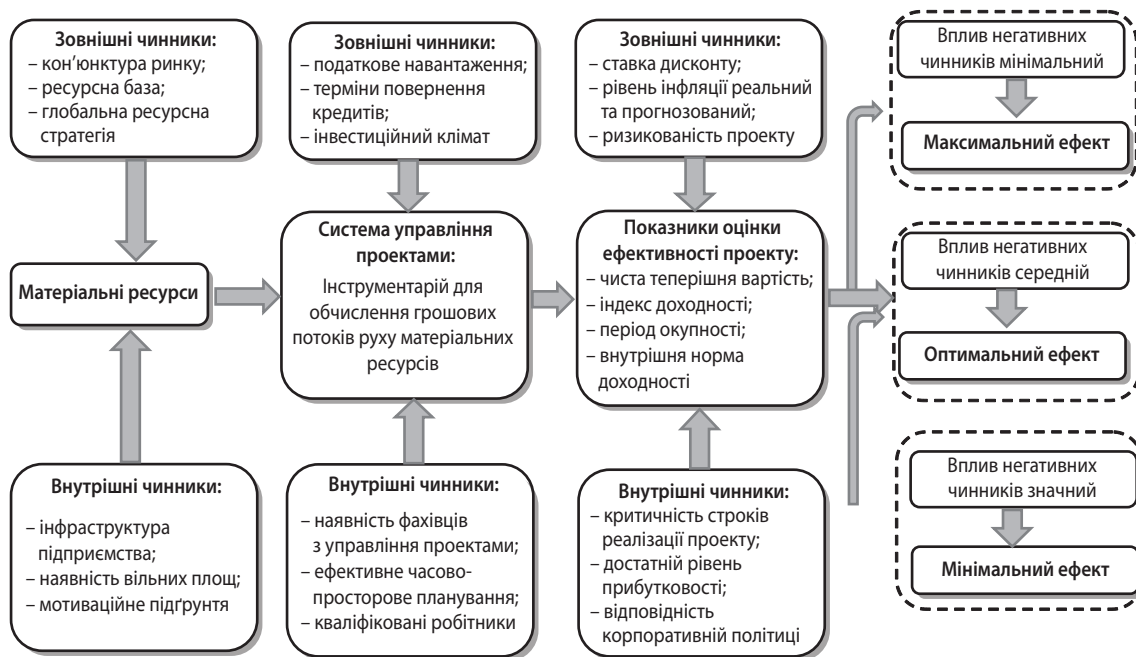 Зовнішні чинники:
– кон’юнктура ринку;
– ресурсна база;
– глобальна ресурсна
стратегія
Зовнішні чинники:
– податкове навантаження;
– терміни повернення
кредитів;
– інвестиційний клімат
Зовнішні чинники:
– ставка дисконту;
– рівень інфляції реальний
та прогнозований;
– ризикованість проекту
Вплив негативних
чинників мінімальний
Максимальний ефект
Матеріальні ресурси
Система управління
проектами:
Інструментарій для
обчислення грошових
потоків руху матеріальних
ресурсів
Показники оцінки
ефективності проекту:
– чиста теперішня вартість;
– індекс доходності;
– період окупності;
– внутрішня норма
доходності
Вплив негативних
чинників середній
Оптимальний ефект
Внутрішні чинники:
– інфраструктура
підприємства;
– наявність вільних площ;
– мотиваційне підґрунтя
Внутрішні чинники:
– наявність фахівців
з управління проектами;
– ефективне часово-
просторове планування;
– кваліфіковані робітники
Внутрішні чинники:
– критичність строків
реалізації проекту;
– достатній рівень
прибутковості;
– відповідність
корпоративній політиці
Вплив негативних
чинників значний
Мінімальний ефект